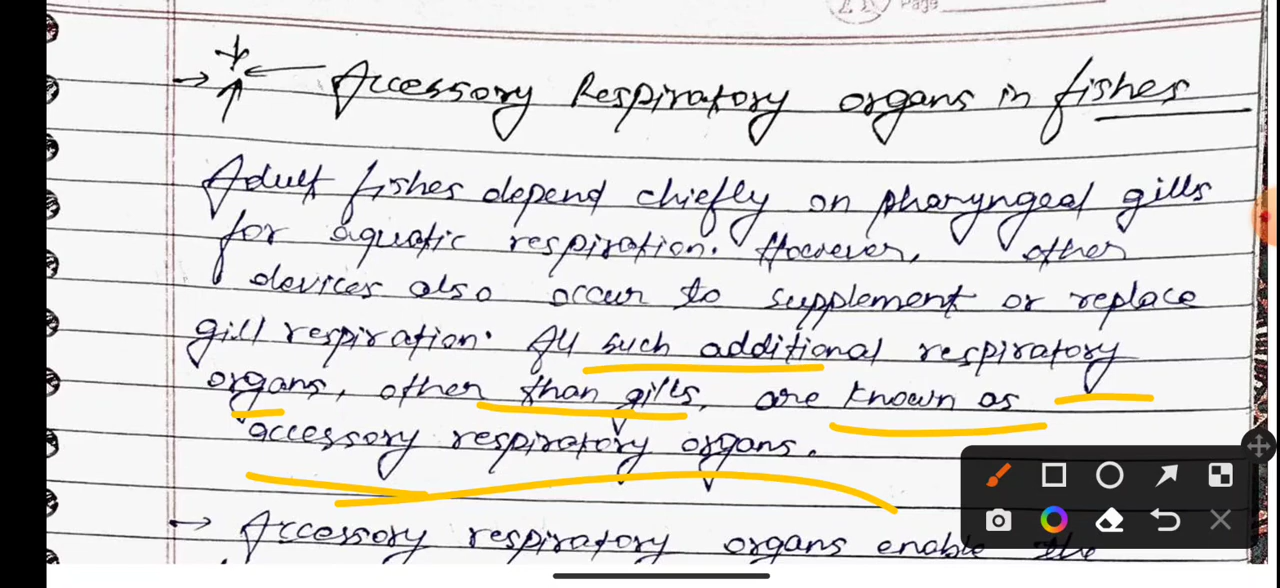 Page
Accessory Respiratory organs in fishes
Adult fishes depend chiefly on pharyngeal gills
for aquatic respiration. However, other
devices also occur to supplement or replace
gill respiration. All such additional respiratory
organs, other than gills, are known as
accessory respiratory organs.
→ Accessory respiratory organs enable the